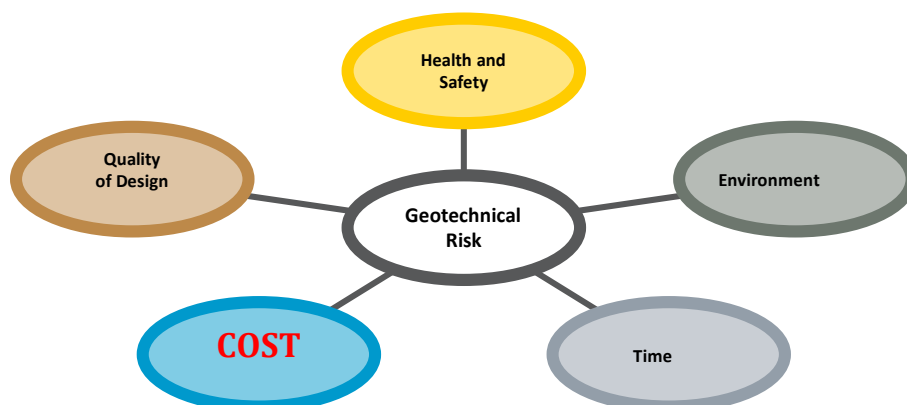 Health and
Safety
Quality
of Design
Environment
Geotechnical
Risk
COST
Time